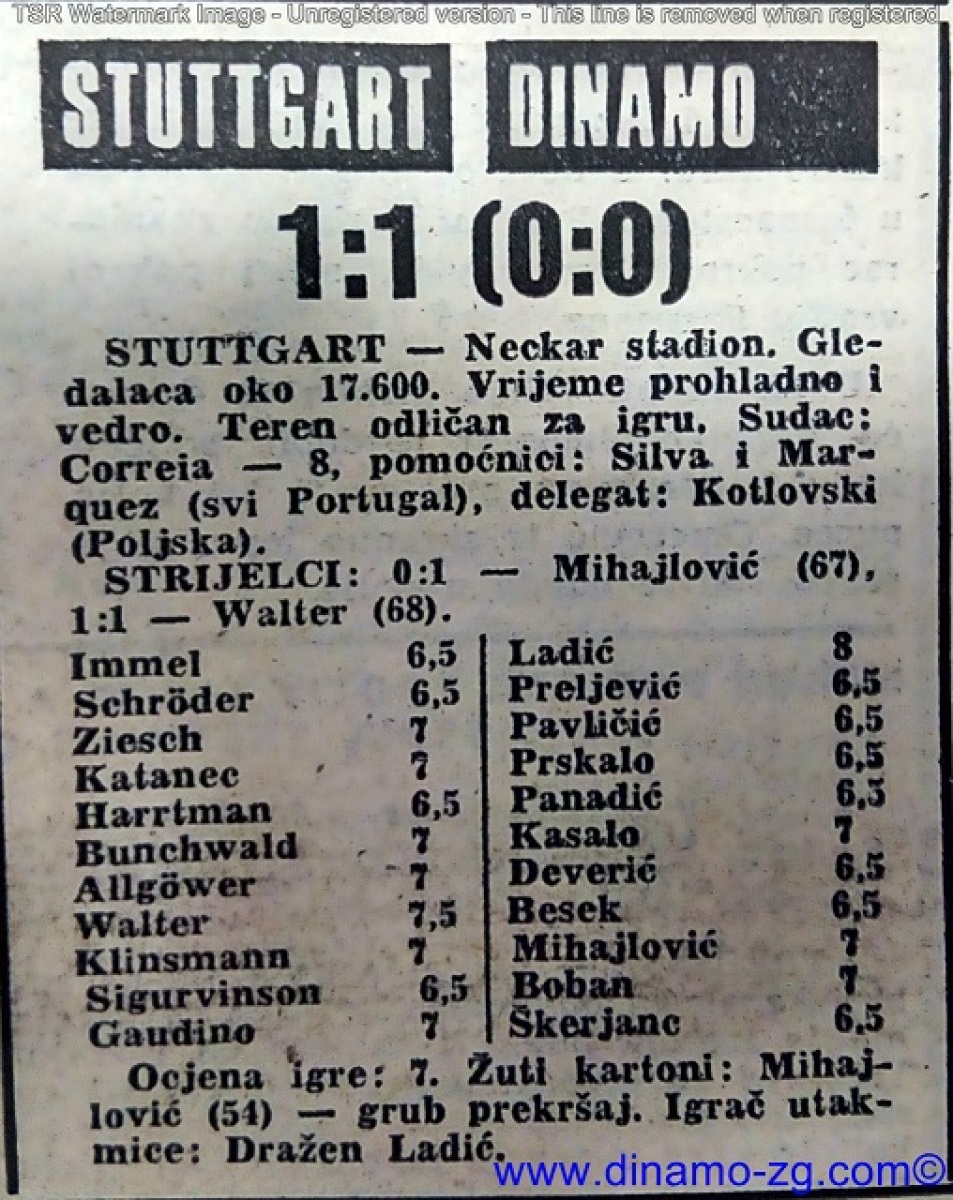 TSR Watermark Image - Unregistered version - This line is removed when registered
STUTTGART DINAMO
1:1 (0:0)
STUTTGART — Neckar stadion. Gle-
dalaca oko 17.600. Vrijeme prohladno i
vedro. Teren odličan za igru. Sudac:
Correia — 8, pomoćnici: Silva i Mar-
quez (svi Portugal), delegat: Kotlovski
(Poljska).
STRIJELCI: 0:1 — Mihajlović (67),
1:1 — Walter (68).
Immel 6,5
Schröder 6,5
Ziesch 7
Katanec 7
Harrtman 6,5
Bunchwald 7
Allgöwer 7
Walter 7,5
Klinsmann 7
Sigurvinson 6,5
Gaudino 7
Ladić 8
Preljević 6,5
Pavličić 6,5
Prskalo 6,5
Panadić 6,5
Kasalo 7
Deverić 6,5
Besek 6,5
Mihajlović 7
Boban 7
Škerjanc 6,5
Ocjena igre: 7. Žuti kartoni: Mihaj-
lović (54) — grub prekršaj. Igrač utak-
mice: Dražen Ladić.
www.dinamo-zg.com©